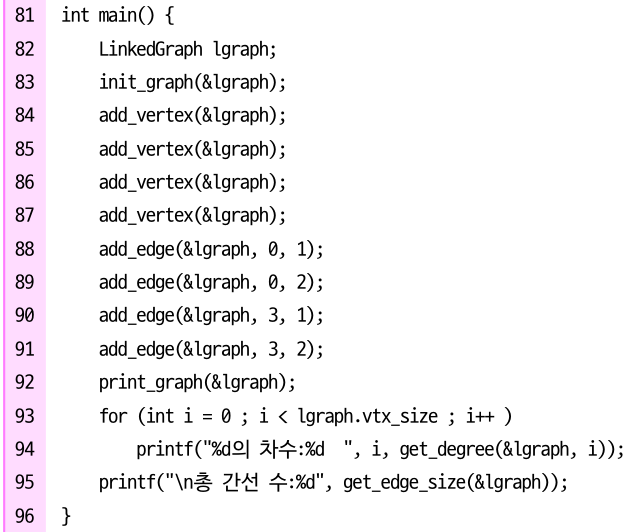 81 int main() {
82     LinkedGraph lgraph;
83     init_graph(&lgraph);
84     add_vertex(&lgraph);
85     add_vertex(&lgraph);
86     add_vertex(&lgraph);
87     add_vertex(&lgraph);
88     add_edge(&lgraph, 0, 1);
89     add_edge(&lgraph, 0, 2);
90     add_edge(&lgraph, 3, 1);
91     add_edge(&lgraph, 3, 2);
92     print_graph(&lgraph);
93     for (int i = 0 ; i < lgraph.vtx_size ; i++ )
94         printf("%d의 차수:%d  ", i, get_degree(&lgraph, i));
95     printf("\n총 간선 수:%d", get_edge_size(&lgraph));
96 }